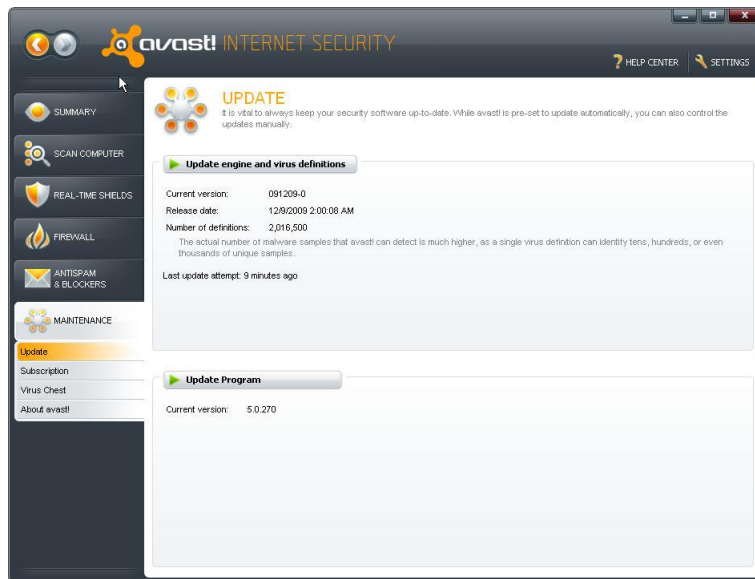 avast! INTERNET SECURITY
HELP CENTER
SETTINGS
SUMMARY
SCAN COMPUTER
REAL-TIME SHIELDS
FIREWALL
ANTISPAM
& BLOCKERS
MAINTENANCE
Update
Subscription
Virus Chest
About avast!
UPDATE
It is vital to always keep your security software up-to-date. While avast! is pre-set to update automatically, you can also control the
updates manually.
Update engine and virus definitions
Current version: 091209-0
Release date: 12/9/2009 2:00:08 AM
Number of definitions: 2,016,500
The actual number of malware samples that avast! can detect is much higher, as a single virus definition can identify tens, hundreds, or even
thousands of unique samples.
Last update attempt: 9 minutes ago
Update Program
Current version: 5.0.270